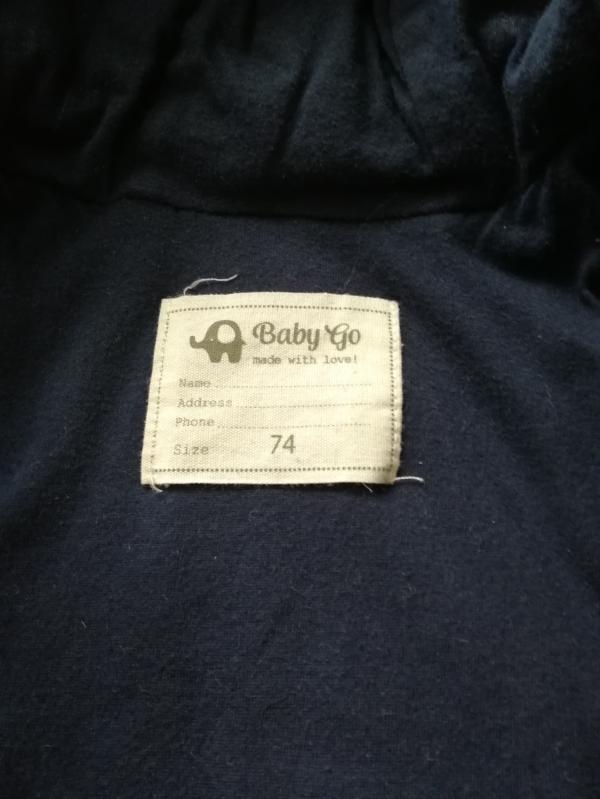 Baby Go
made with love!
Name
Address
Phone
Size 74